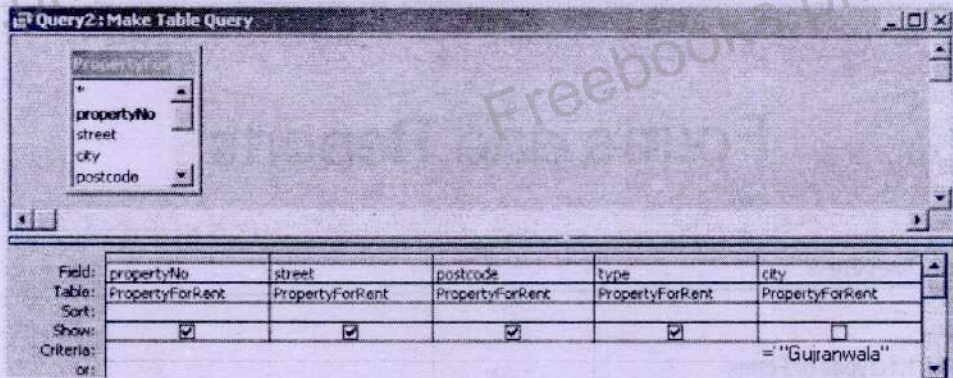 Freebooks.p
Query2 : Make Table Query
*
propertyNo
street
city
postcode
Field: propertyNo street postcode type city
Table: PropertyForRent PropertyForRent PropertyForRent PropertyForRent PropertyForRent
Sort:
Show:
Criteria: ="Gujranwala"
or: